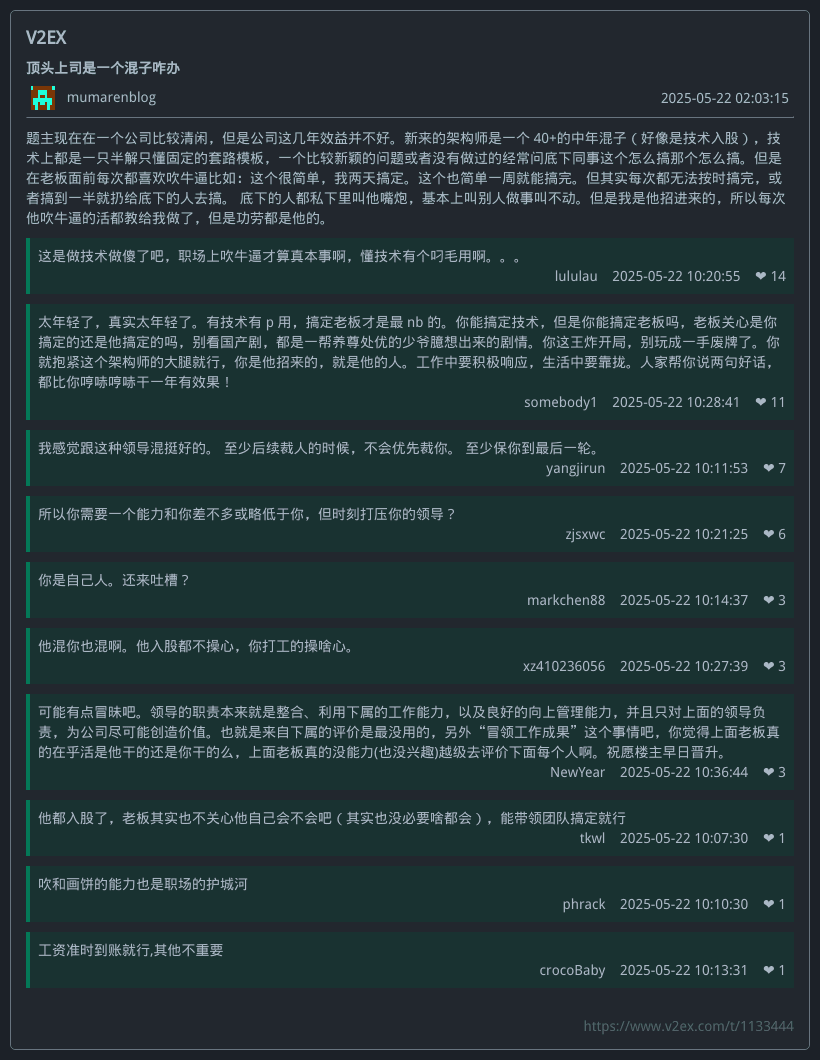 V2EX
顶头上司是一个混子咋办
mumarenblog
2025-05-22 02:03:15
题主现在在一个公司比较清闲，但是公司这几年效益并不好。新来的架构师是一个 40+的中年混子（好像是技术入股），技
术上都是一只半解只懂固定的套路模板，一个比较新颖的问题或者没有做过的经常问底下同事这个怎么搞那个怎么搞。但是
在老板面前每次都喜欢吹牛逼比如：这个很简单，我两天搞定。这个也简单一周就能搞完。但其实每次都无法按时搞完，或
者搞到一半就扔给底下的人去搞。 底下的人都私下里叫他嘴炮，基本上叫别人做事叫不动。但是我是他招进来的，所以每次
他吹牛逼的活都教给我做了，但是功劳都是他的。
这是做技术做傻了吧，职场上吹牛逼才算真本事啊，懂技术有个叼毛用啊。。。
lululau 2025-05-22 10:20:55 ❤ 14
太年轻了，真实太年轻了。有技术有 p 用，搞定老板才是最 nb 的。你能搞定技术，但是你能搞定老板吗，老板关心是你
搞定的还是他搞定的吗，别看国产剧，都是一帮养尊处优的少爷臆想出来的剧情。你这王炸开局，别玩成一手废牌了。你
就抱紧这个架构师的大腿就行，你是他招来的，就是他的人。工作中要积极响应，生活中要靠拢。人家帮你说两句好话，
都比你哼哧哼哧干一年有效果！
somebody1 2025-05-22 10:28:41 ❤ 11
我感觉跟这种领导混挺好的。 至少后续裁人的时候，不会优先裁你。 至少保你到最后一轮。
yangjirun 2025-05-22 10:11:53 ❤ 7
所以你需要一个能力和你差不多或略低于你，但时刻打压你的领导？
zjsxwc 2025-05-22 10:21:25 ❤ 6
你是自己人。还来吐槽？
markchen88 2025-05-22 10:14:37 ❤ 3
他混你也混啊。他入股都不操心，你打工的操啥心。
xz410236056 2025-05-22 10:27:39 ❤ 3
可能有点冒昧吧。领导的职责本来就是整合、利用下属的工作能力，以及良好的向上管理能力，并且只对上面的领导负
责，为公司尽可能创造价值。也就是来自下属的评价是最没用的，另外“冒领工作成果”这个事情吧，你觉得上面老板真
的在乎活是他干的还是你干的么，上面老板真的没能力(也没兴趣)越级去评价下面每个人啊。祝愿楼主早日晋升。
NewYear 2025-05-22 10:36:44 ❤ 3
他都入股了，老板其实也不关心他自己会不会吧（其实也没必要啥都会），能带领团队搞定就行
tkwl 2025-05-22 10:07:30 ❤ 1
吹和画饼的能力也是职场的护城河
phrack 2025-05-22 10:10:30 ❤ 1
工资准时到账就行,其他不重要
crocoBaby 2025-05-22 10:13:31 ❤ 1
https://www.v2ex.com/t/1133444